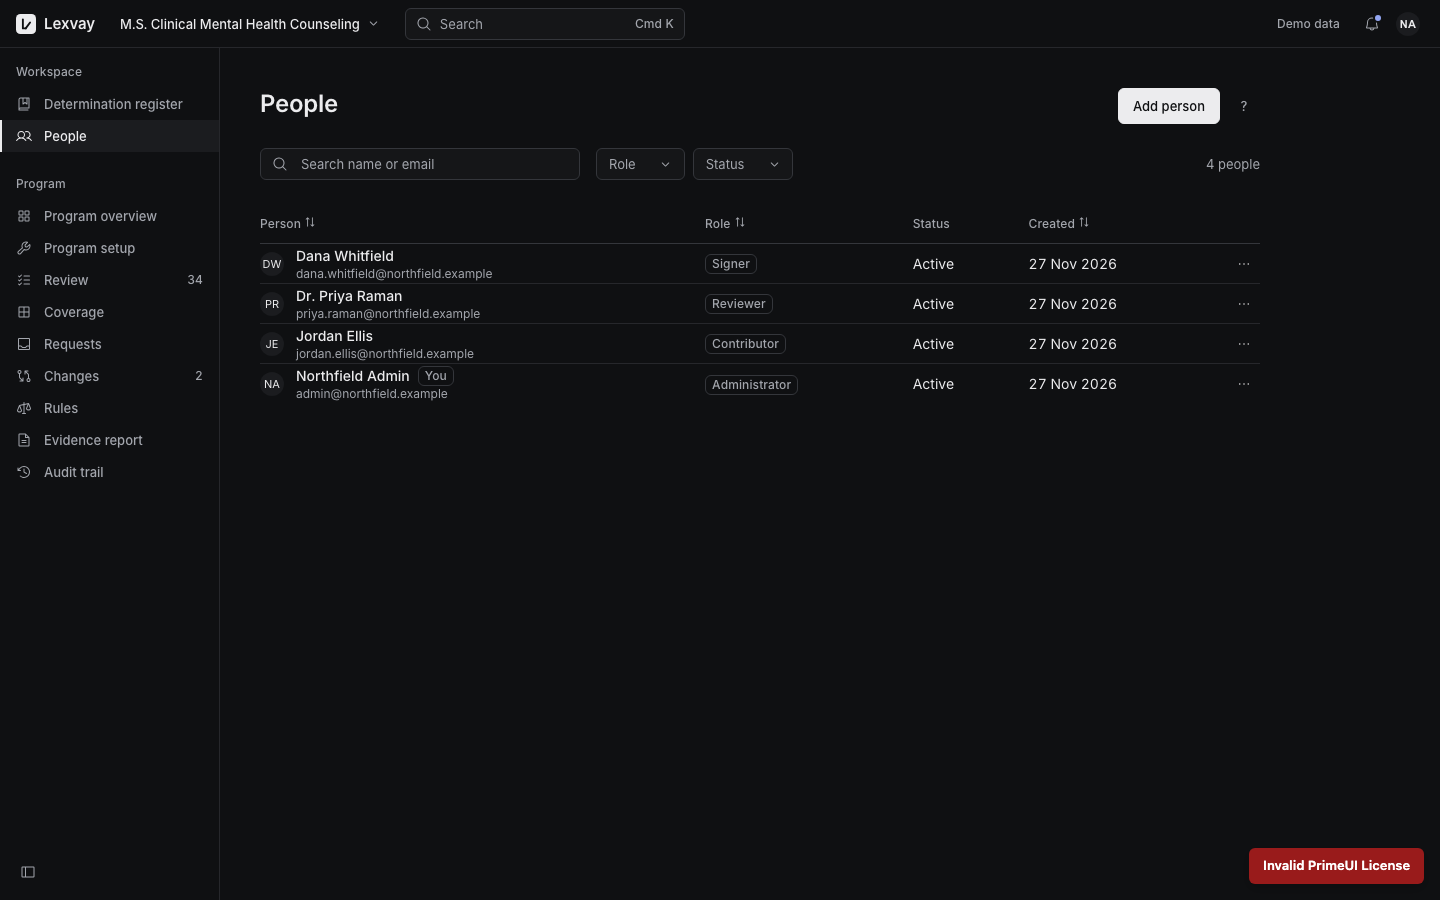 Lexvay
M.S. Clinical Mental Health Counseling
Search Cmd K
Demo data
NA
Workspace
Determination register
People
Program
Program overview
Program setup
Review 34
Coverage
Requests
Changes 2
Rules
Evidence report
Audit trail
People
Add person ?
Search name or email Role Status 4 people
Person Role Status Created
DW Dana Whitfield Signer Active 27 Nov 2026 ...
dana.whitfield@northfield.example
PR Dr. Priya Raman Reviewer Active 27 Nov 2026 ...
priya.raman@northfield.example
JE Jordan Ellis Contributor Active 27 Nov 2026 ...
jordan.ellis@northfield.example
NA Northfield Admin You Administrator Active 27 Nov 2026 ...
admin@northfield.example
Invalid PrimeUI License